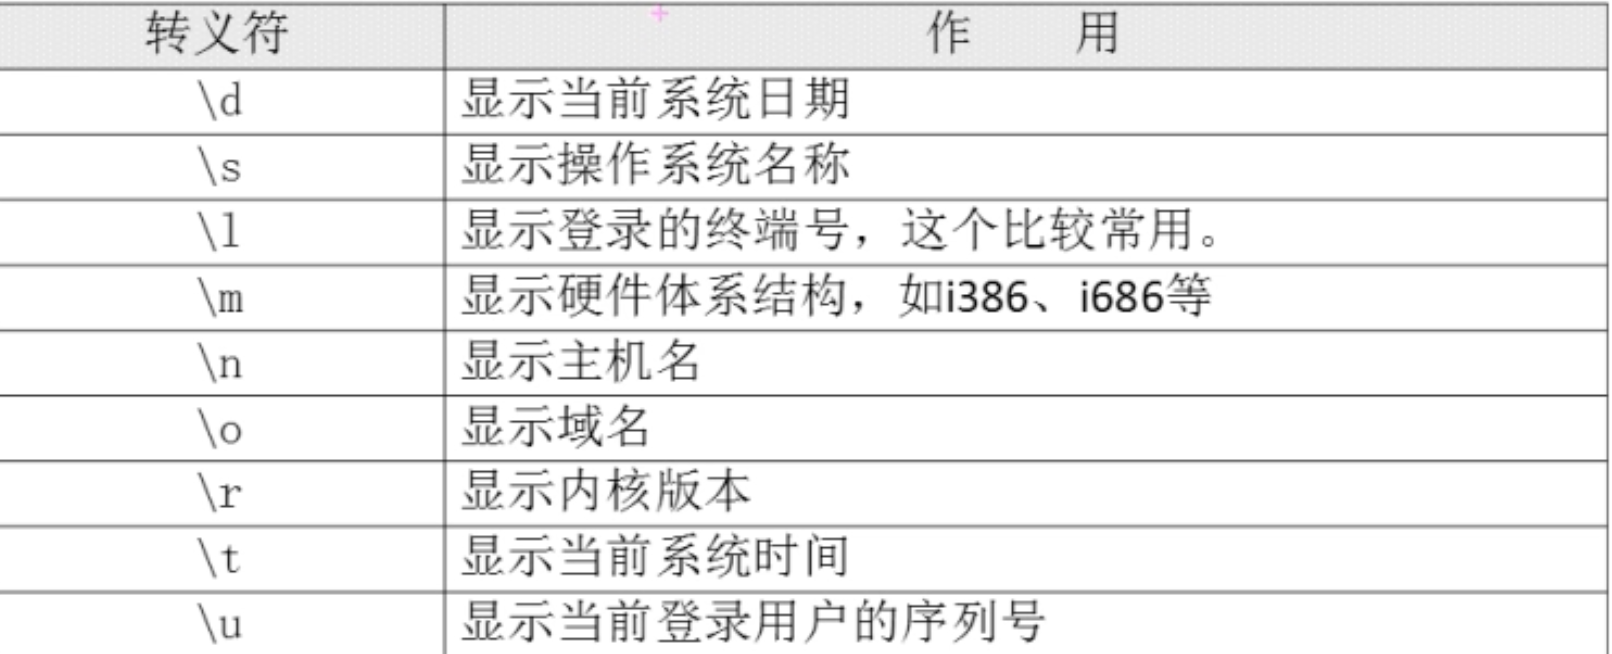 转义符 作 用
\d 显示当前系统日期
\s 显示操作系统名称
\l 显示登录的终端号，这个比较常用。
\m 显示硬件体系结构，如i386、i686等
\n 显示主机名
\o 显示域名
\r 显示内核版本
\t 显示当前系统时间
\u 显示当前登录用户的序列号